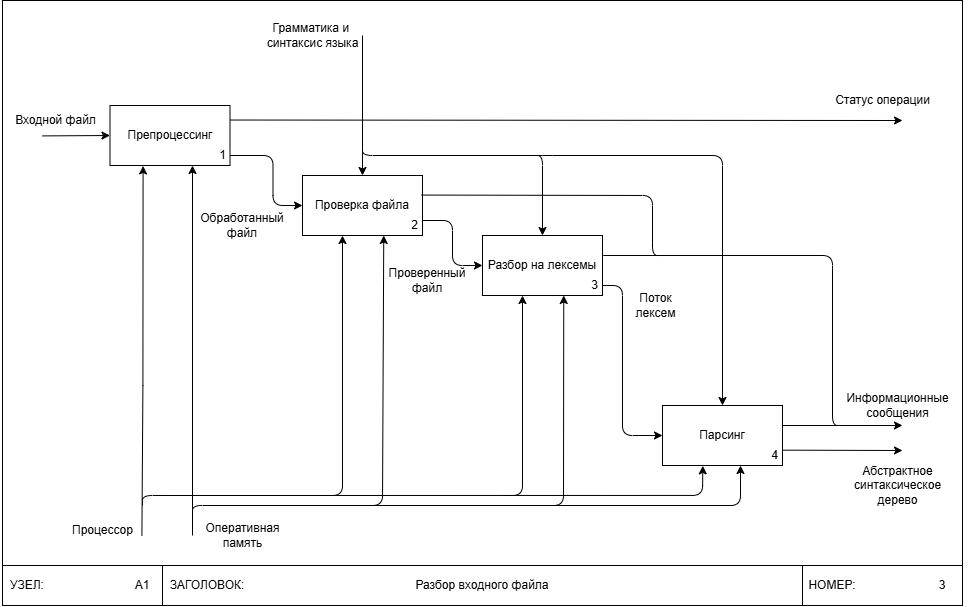 Грамматика и
синтаксис языка
Статус операции
Входной файл
Препроцессинг
1
Обработанный
файл
Проверка файла
2
Проверенный
файл
Разбор на лексемы
3
Поток
лексем
Информационные
сообщения
Парсинг
4
Абстрактное
синтаксическое
дерево
Процессор
Оперативная
память
УЗЕЛ: A1 ЗАГОЛОВОК: Разбор входного файла НОМЕР: 3